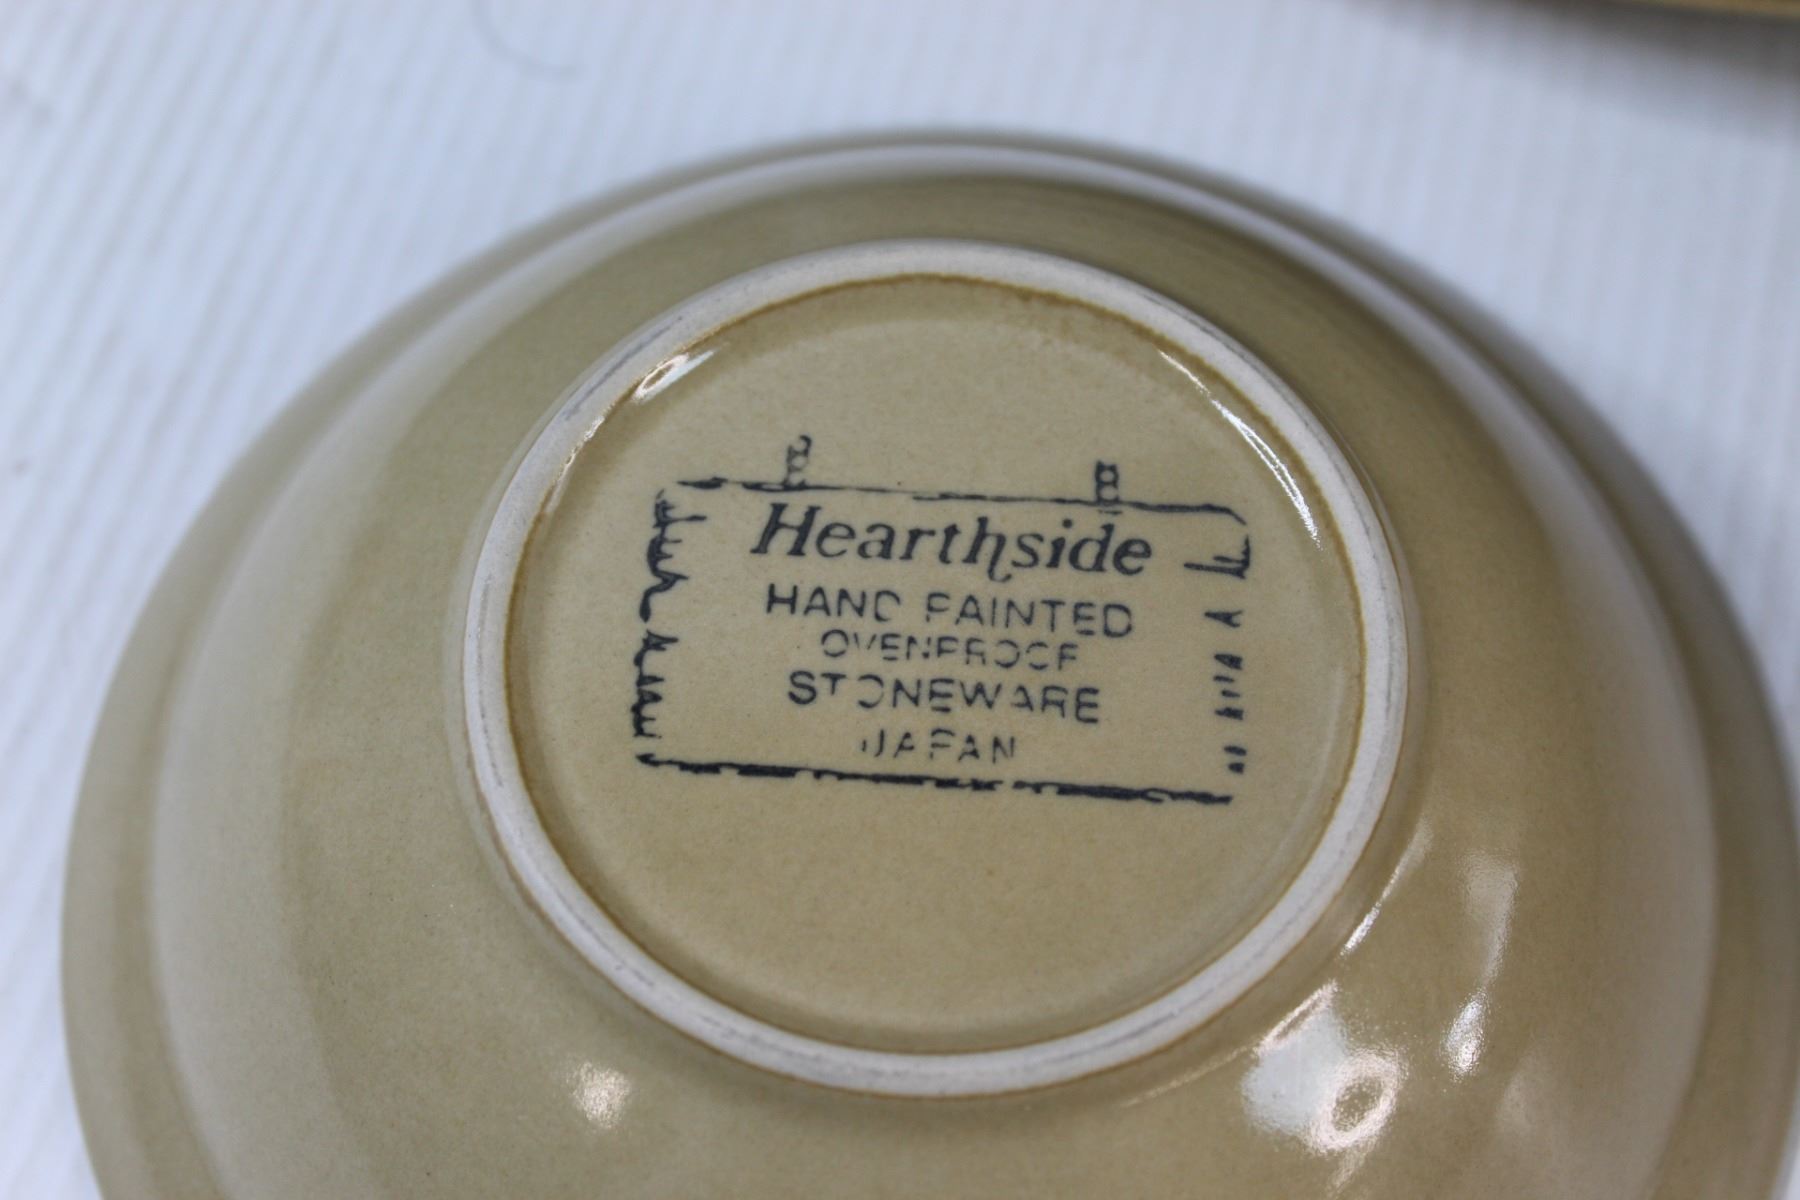 Hearthside
HAND PAINTED
OVENPROOF
STONEWARE
JAPAN